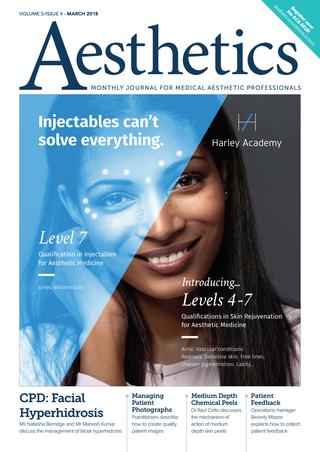 VOLUME 5/ISSUE 4 - MARCH 2018
Register now
for ACE 2018!
Aesthetics
MONTHLY JOURNAL FOR MEDICAL AESTHETIC PROFESSIONALS
Injectables can't
solve everything.
Harley Academy
Level 7
Qualification in Injectables
for Aesthetic Medicine
Lines, Volume loss.
Introducing...
Levels 4-7
Qualifications in Skin Rejuvenation
for Aesthetic Medicine
Acne, Vascular conditions
Redness, Sensitive skin, Fine lines,
Uneven pigmentation, Laxity...
CPD: Facial
Hyperhidrosis
Ms Natasha Berridge and Mr Mahesh Kumar
discuss the management of facial hyperhidrosis
Managing
Patient
Photographs
Practitioners describe
how to create quality
patient images
Medium Depth
Chemical Peels
Dr Raul Cetto discusses
the mechanism of
action of medium
depth skin peels
Patient
Feedback
Operations manager
Beverly Moore
explains how to collect
patient feedback